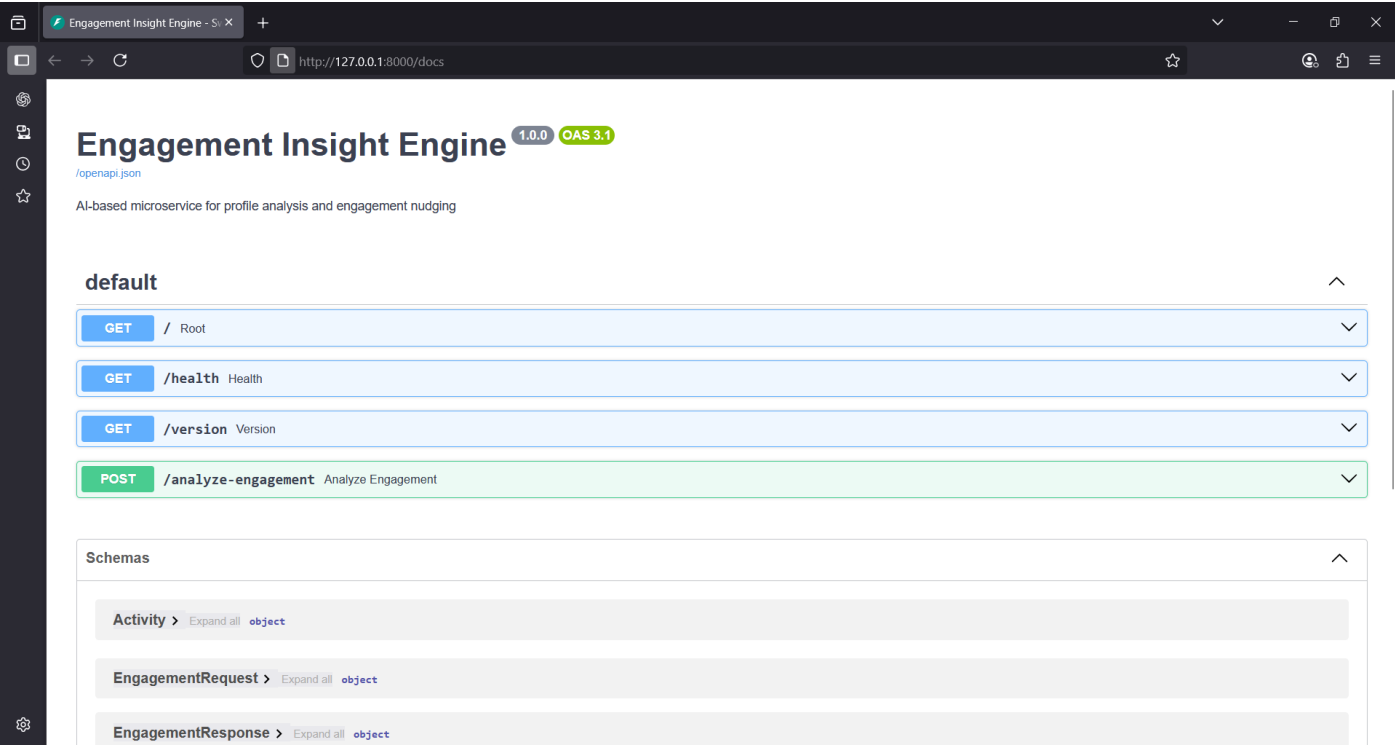 Engagement Insight Engine - Sw
http://127.0.0.1:8000/docs
Engagement Insight Engine 1.0.0 OAS 3.1
/openapi.json
AI-based microservice for profile analysis and engagement nudging
default
GET / Root
GET /health Health
GET /version Version
POST /analyze-engagement Analyze Engagement
Schemas
Activity Expand all object
EngagementRequest Expand all object
EngagementResponse Expand all object